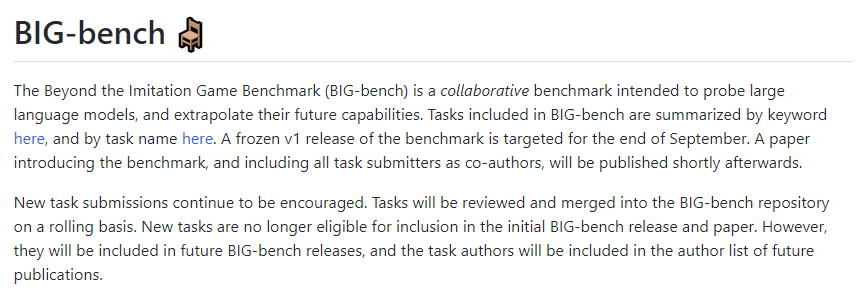 BIG-bench
The Beyond the Imitation Game Benchmark (BIG-bench) is a collaborative benchmark intended to probe large
language models, and extrapolate their future capabilities. Tasks included in BIG-bench are summarized by keyword
here, and by task name here. A frozen v1 release of the benchmark is targeted for the end of September. A paper
introducing the benchmark, and including all task submitters as co-authors, will be published shortly afterwards.
New task submissions continue to be encouraged. Tasks will be reviewed and merged into the BIG-bench repository
on a rolling basis. New tasks are no longer eligible for inclusion in the initial BIG-bench release and paper. However,
they will be included in future BIG-bench releases, and the task authors will be included in the author list of future
publications.